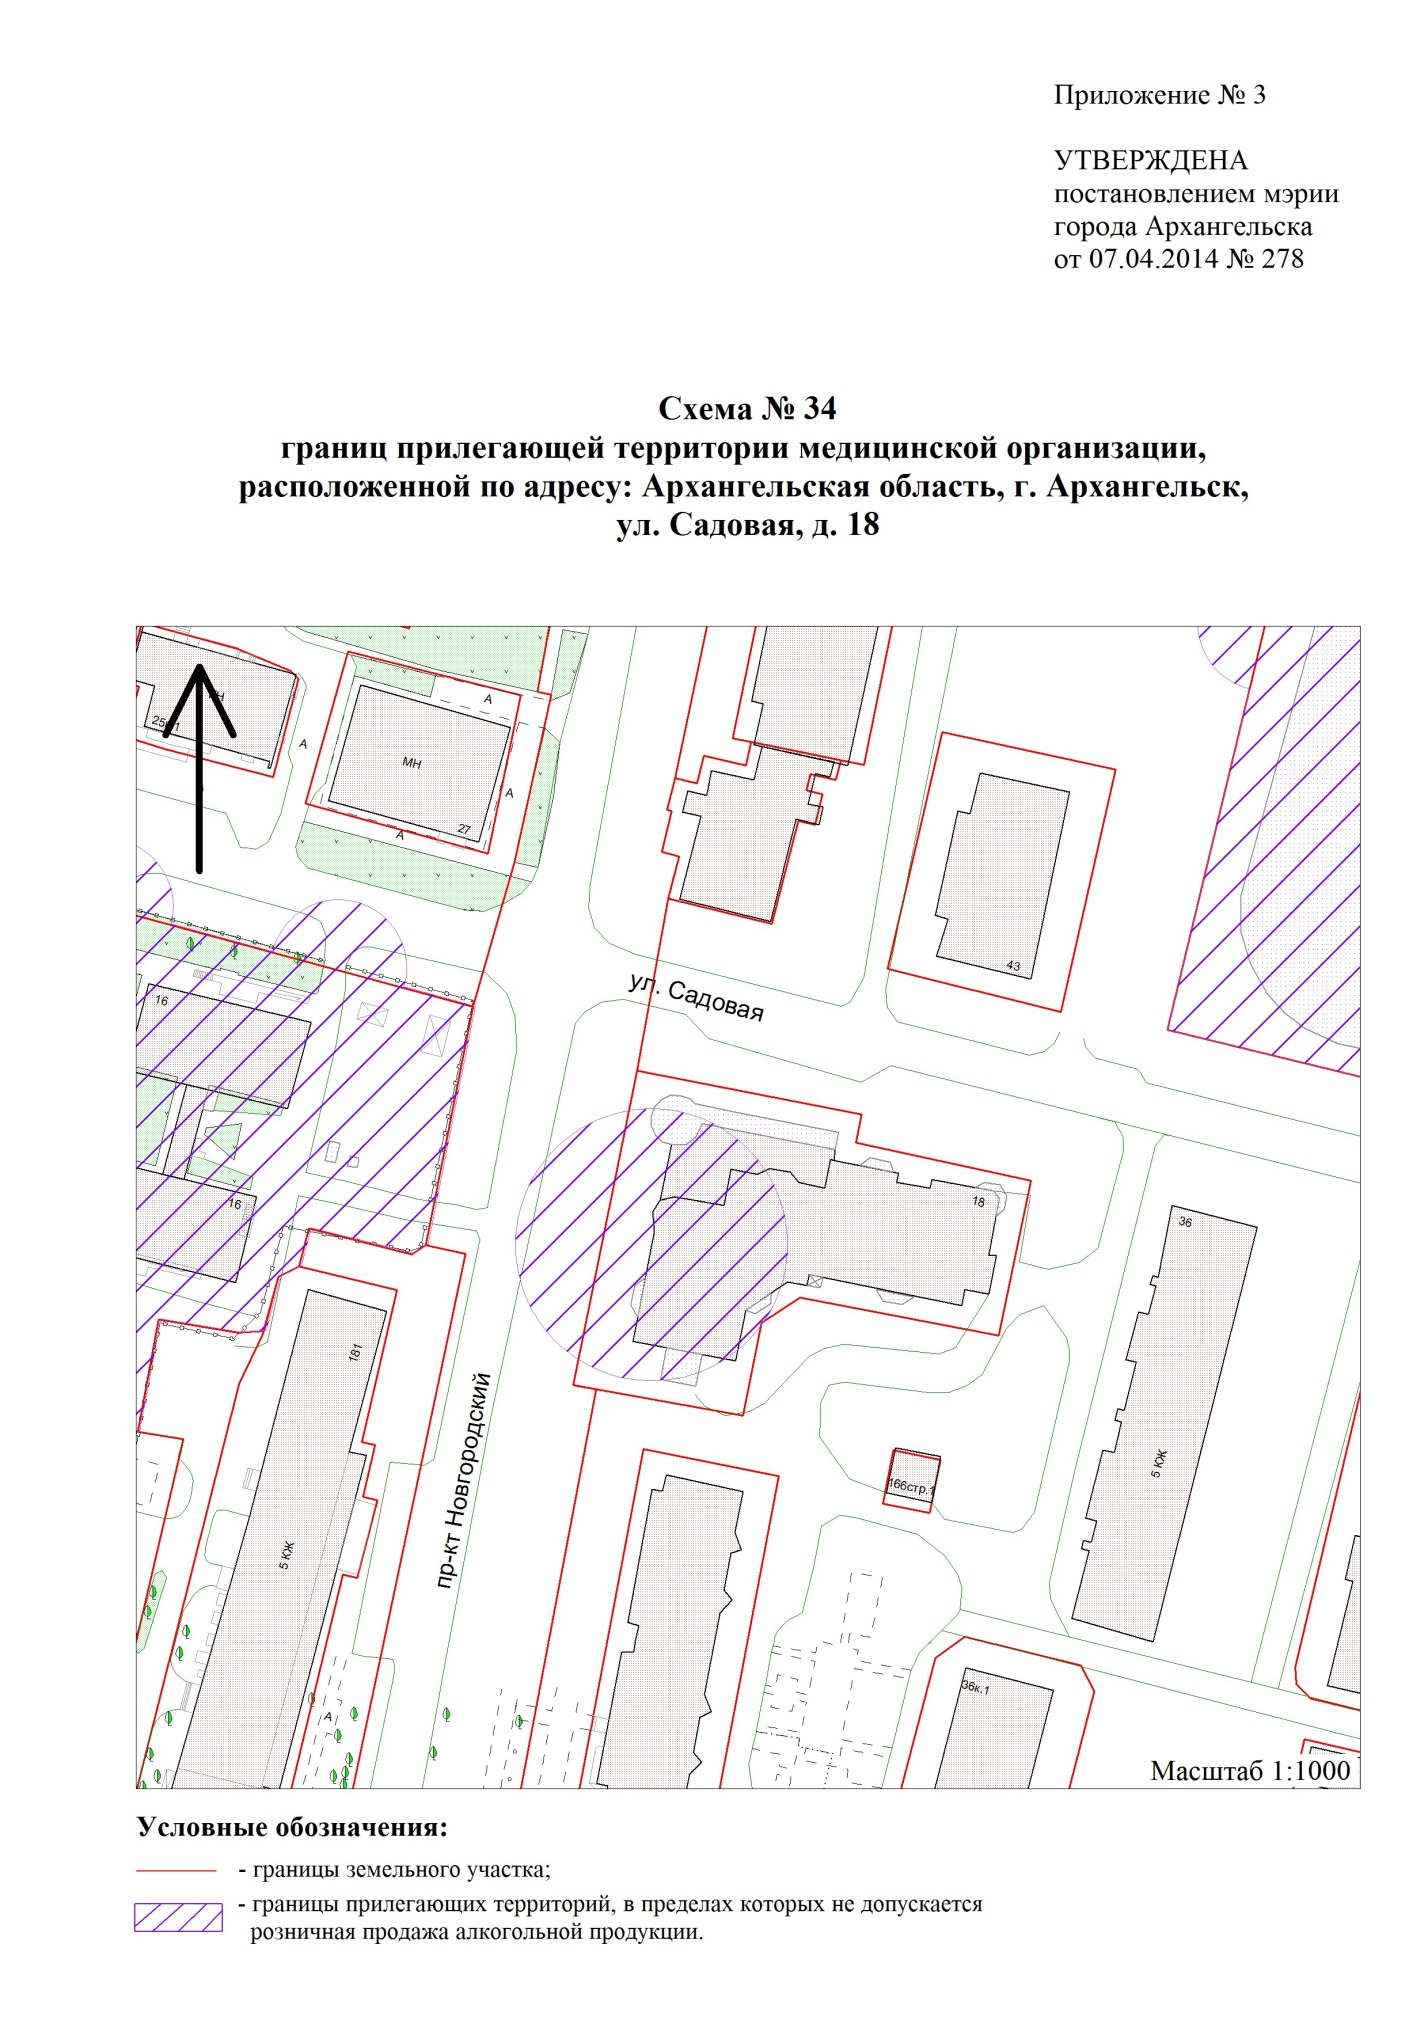 Приложение № 3
УТВЕРЖДЕНА
постановлением мэрии
города Архангельска
от 07.04.2014 № 278
Схема № 34
границ прилегающей территории медицинской организации,
расположенной по адресу: Архангельская область, г. Архангельск,
ул. Садовая, д. 18
А
А
МН
А
27
А
43
16
ул. Садовая
18
16
36
181
пр-кт Новгородский
5 КЖ
166стр.1
5 КЖ
36к.1
А
Масштаб 1:1000
Условные обозначения:
- границы земельного участка;
- границы прилегающих территорий, в пределах которых не допускается
розничная продажа алкогольной продукции.